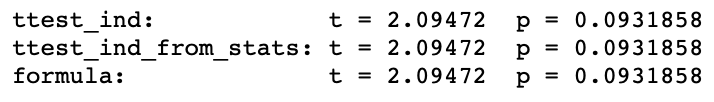 ttest_ind:            t = 2.09472  p = 0.0931858
ttest_ind_from_stats: t = 2.09472  p = 0.0931858
formula:              t = 2.09472  p = 0.0931858